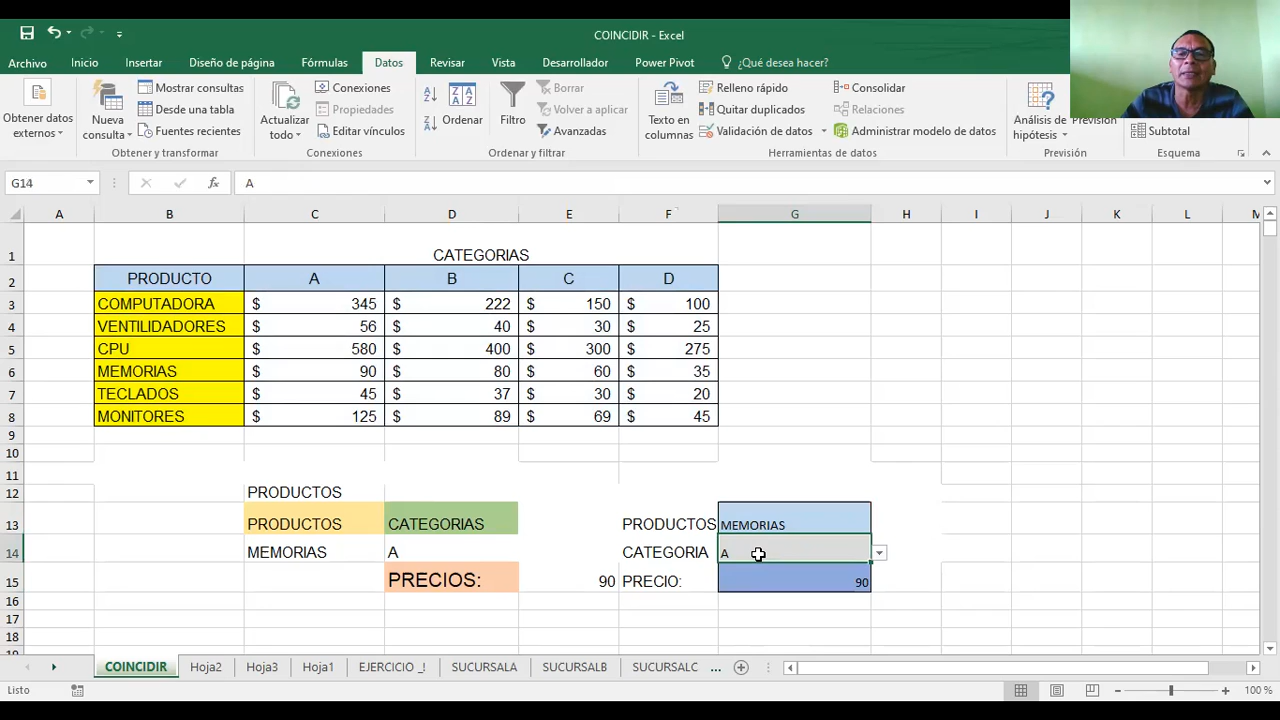 COINCIDIR - Excel
Archivo Inicio Insertar Diseño de página Fórmulas Datos Revisar Vista Desarrollador Power Pivot ¿Qué desea hacer?
Obtener datos externos
Nueva consulta
Mostrar consultas
Desde una tabla
Fuentes recientes
Obtener y transformar
Actualizar todo
Conexiones
Propiedades
Editar vínculos
Conexiones
Ordenar
Filtro
Borrar
Volver a aplicar
Avanzadas
Ordenar y filtrar
Texto en columnas
Relleno rápido
Quitar duplicados
Validación de datos
Consolidar
Relaciones
Administrar modelo de datos
Herramientas de datos
Análisis de hipótesis
Previsión
Previsión
Subtotal
Esquema
G14 fx A
A B C D E F G H I J K L M
1 CATEGORIAS
2 PRODUCTO A B C D
3 COMPUTADORA $ 345 $ 222 $ 150 $ 100
4 VENTILIDADORES $ 56 $ 40 $ 30 $ 25
5 CPU $ 580 $ 400 $ 300 $ 275
6 MEMORIAS $ 90 $ 80 $ 60 $ 35
7 TECLADOS $ 45 $ 37 $ 30 $ 20
8 MONITORES $ 125 $ 89 $ 69 $ 45
9
10
11
12 PRODUCTOS
13 PRODUCTOS CATEGORIAS PRODUCTOS MEMORIAS
14 MEMORIAS A CATEGORIA A
15 PRECIOS: 90 PRECIO: 90
16
17
18
COINCIDIR Hoja2 Hoja3 Hoja1 EJERCICIO _! SUCURSALA SUCURSALB SUCURSALC ...
Listo 100 %